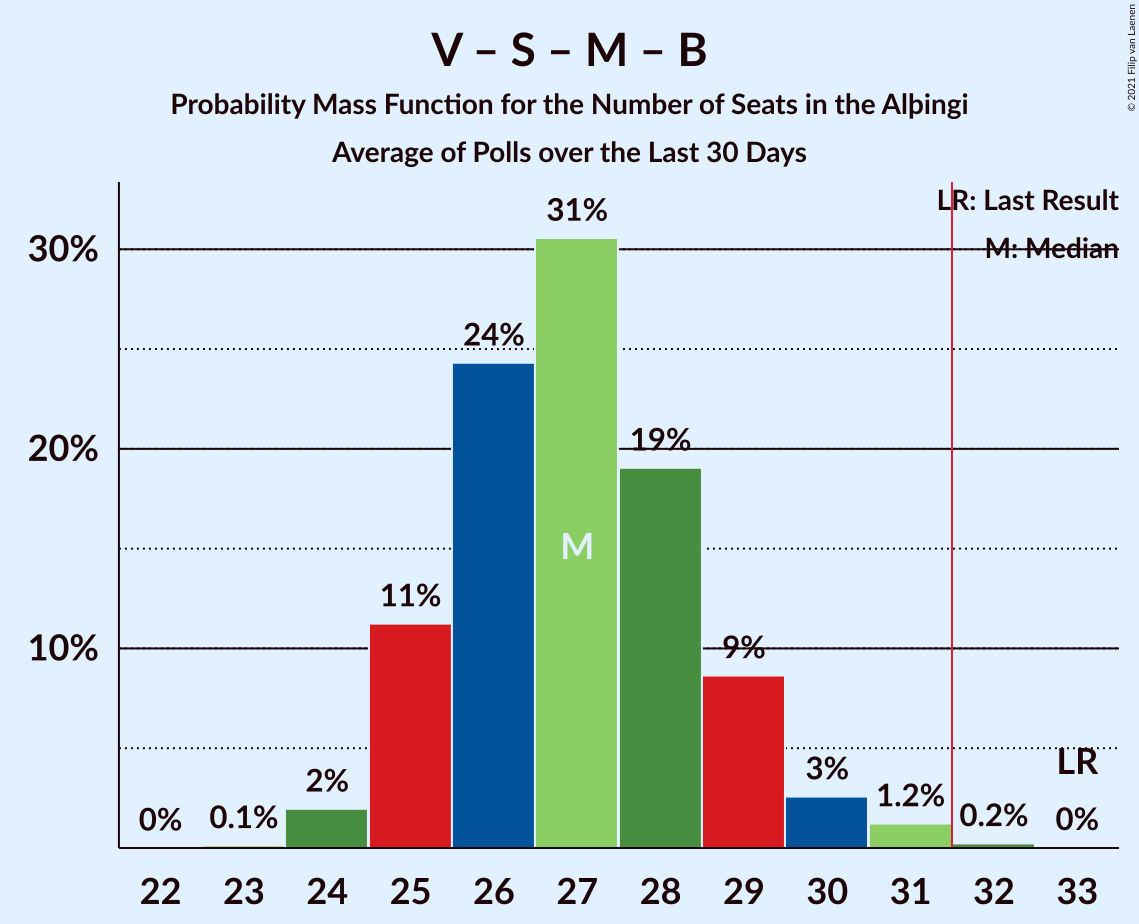 V – S – M – B
Probability Mass Function for the Number of Seats in the Alþingi
Average of Polls over the Last 30 Days
© 2021 Filip van Laenen
LR: Last Result
M: Median
30%
20%
10%
0%
0.1%
2%
11%
24%
31%
19%
9%
3%
1.2%
0.2%
0%
M
LR
22 23 24 25 26 27 28 29 30 31 32 33